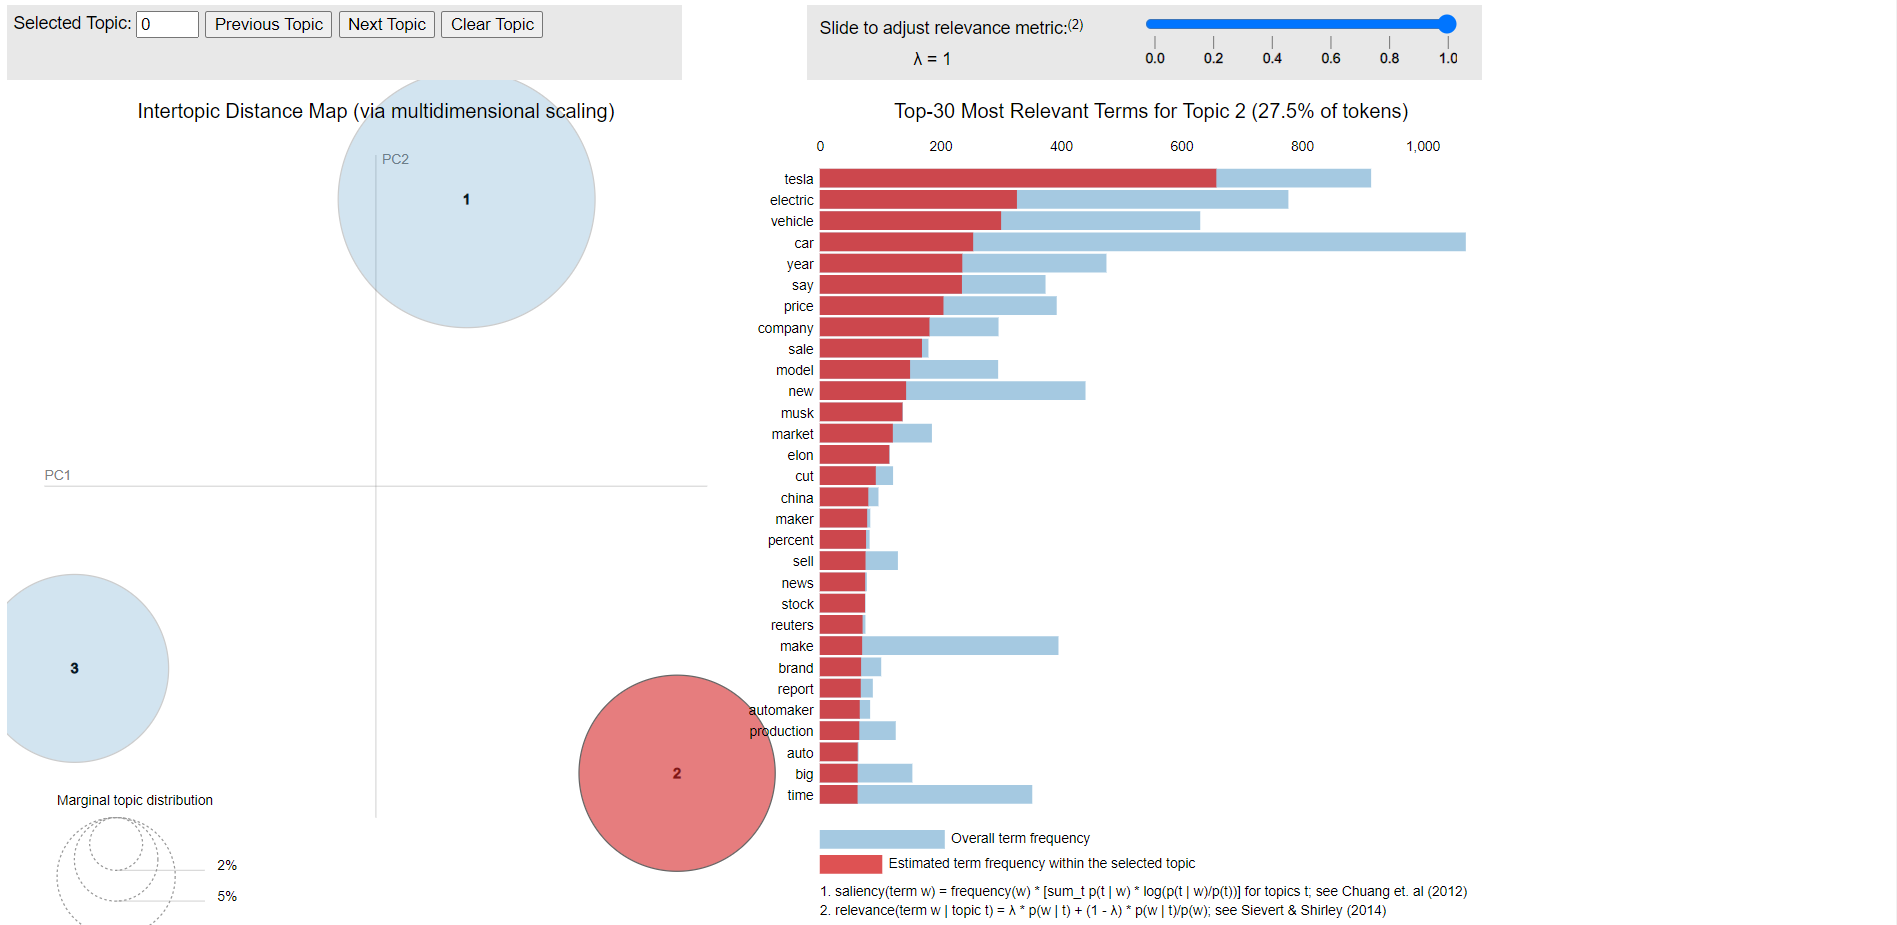 Selected Topic: 0 Previous Topic Next Topic Clear Topic
Slide to adjust relevance metric:(2)
λ = 1
0.0 0.2 0.4 0.6 0.8 1.0
Intertopic Distance Map (via multidimensional scaling)
PC2
1
PC1
3
2
Marginal topic distribution
2%
5%
Top-30 Most Relevant Terms for Topic 2 (27.5% of tokens)
0 200 400 600 800 1,000
tesla
electric
vehicle
car
year
say
price
company
sale
model
new
musk
market
elon
cut
china
maker
percent
sell
news
stock
reuters
make
brand
report
automaker
production
auto
big
time
Overall term frequency
Estimated term frequency within the selected topic
1. saliency(term w) = frequency(w) * [sum_t p(t | w) * log(p(t | w)/p(t))] for topics t; see Chuang et. al (2012)
2. relevance(term w | topic t) = λ * p(w | t) + (1 - λ) * p(w | t)/p(w); see Sievert & Shirley (2014)